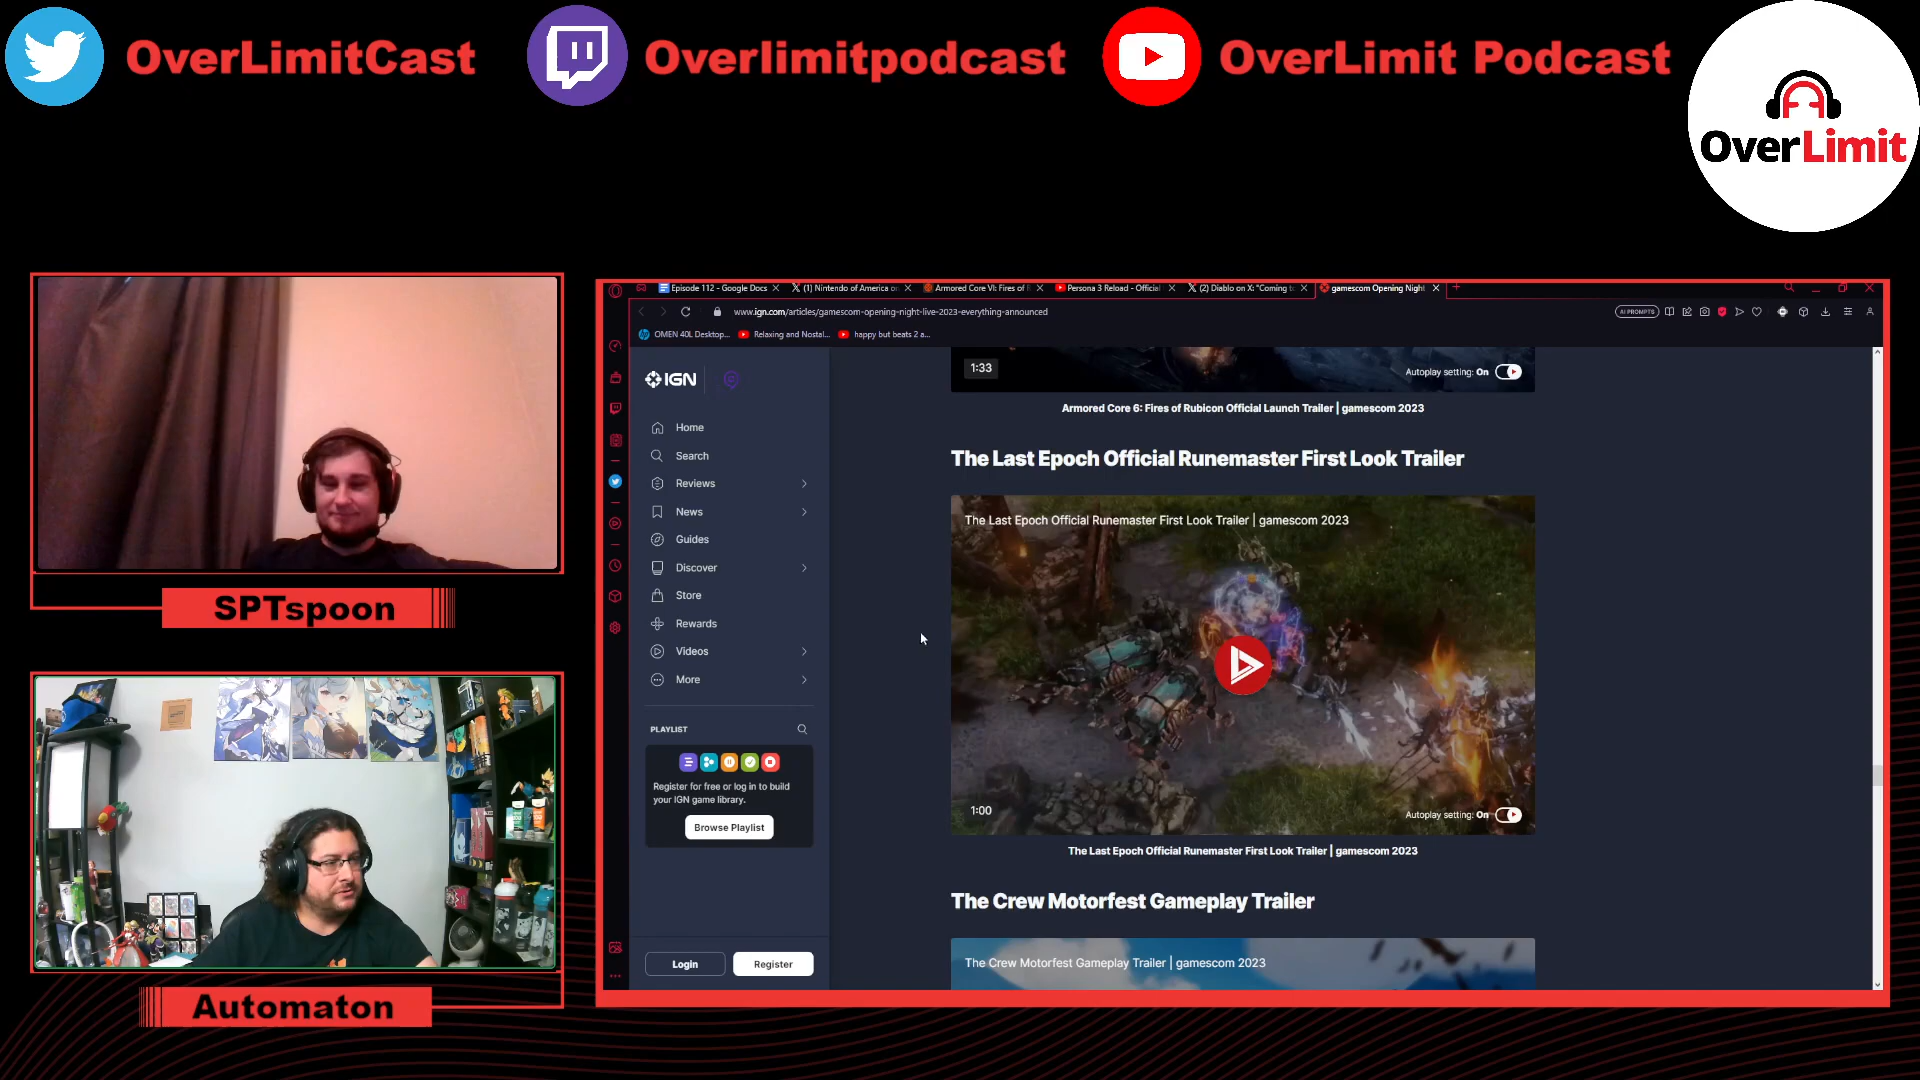 OverLimitCast
Overlimitpodcast
OverLimit Podcast
OverLimit
Episode 112 - Google Docs
(1) Nintendo of America on
Armored Core VI: Fires of
Persona 3 Reload - Official
(2) Diablo on X: "Coming to
gamescom Opening Night
www.ign.com/articles/gamescom-opening-night-live-2023-everything-announced
AI PROMPTS
OMEN 40L Desktop...
Relaxing and Nostal...
happy but beats 2 a...
IGN
Home
Search
Reviews
News
Guides
Discover
Store
Rewards
Videos
More
PLAYLIST
Register for free or log in to build
your IGN game library.
Browse Playlist
Login
Register
1:33
Autoplay setting: On
Armored Core 6: Fires of Rubicon Official Launch Trailer | gamescom 2023
The Last Epoch Official Runemaster First Look Trailer
The Last Epoch Official Runemaster First Look Trailer | gamescom 2023
1:00
Autoplay setting: On
The Last Epoch Official Runemaster First Look Trailer | gamescom 2023
The Crew Motorfest Gameplay Trailer
The Crew Motorfest Gameplay Trailer | gamescom 2023
SPTspoon
Automaton